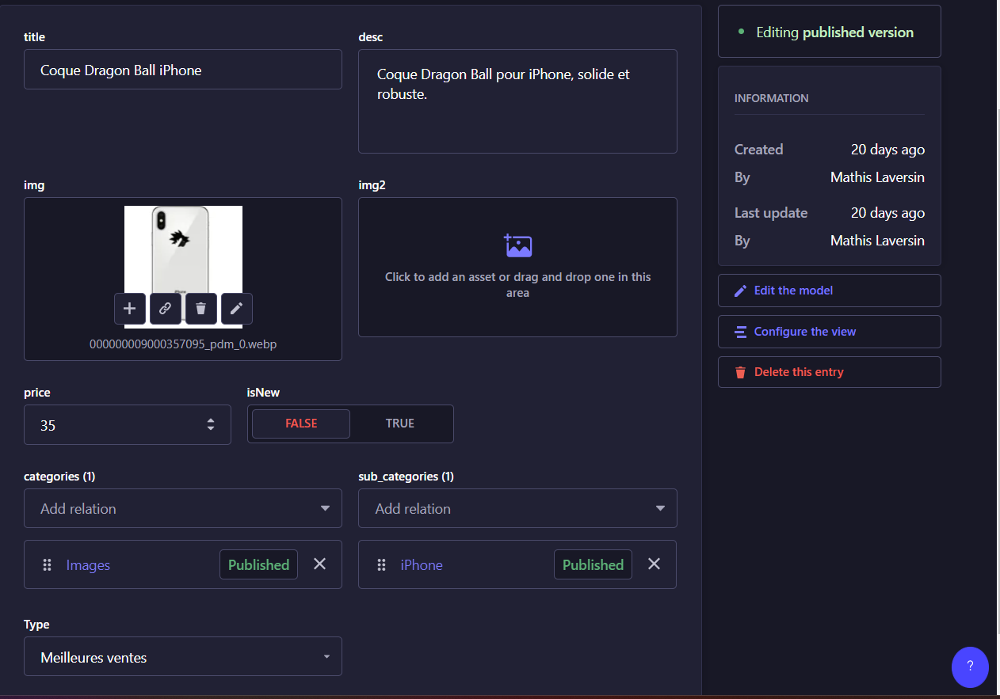 title
Coque Dragon Ball iPhone
desc
Coque Dragon Ball pour iPhone, solide et
robuste.
img
000000009000357095_pdm_0.webp
img2
Click to add an asset or drag and drop one in this
area
price
35
isNew
FALSE
TRUE
categories (1)
Add relation
Images
Published
sub_categories (1)
Add relation
iPhone
Published
Type
Meilleures ventes
Editing published version
INFORMATION
Created 20 days ago
By Mathis Laversin
Last update 20 days ago
By Mathis Laversin
Edit the model
Configure the view
Delete this entry
?